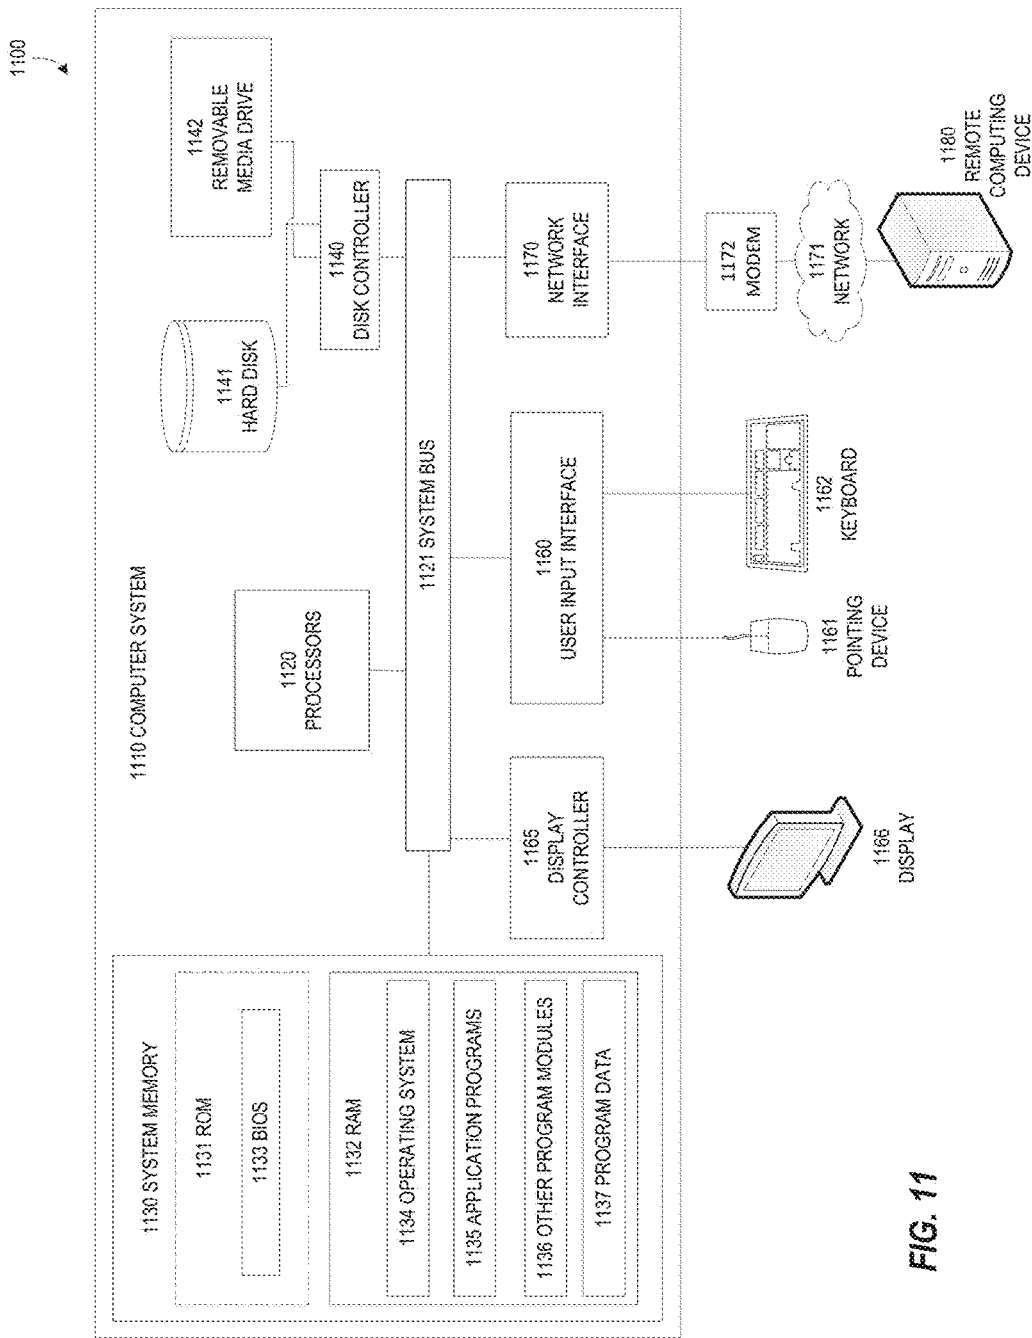 1100
1110 COMPUTER SYSTEM
1130 SYSTEM MEMORY
1131 ROM
1133 BIOS
1132 RAM
1134 OPERATING SYSTEM
1135 APPLICATION PROGRAMS
1136 OTHER PROGRAM MODULES
1137 PROGRAM DATA
1120
PROCESSORS
1141
HARD DISK
1142
REMOVABLE
MEDIA DRIVE
1140
DISK CONTROLLER
1121 SYSTEM BUS
1165
DISPLAY
CONTROLLER
1160
USER INPUT INTERFACE
1170
NETWORK
INTERFACE
1166
DISPLAY
1161
POINTING
DEVICE
1162
KEYBOARD
1172
MODEM
1171
NETWORK
1180
REMOTE
COMPUTING
DEVICE
FIG. 11